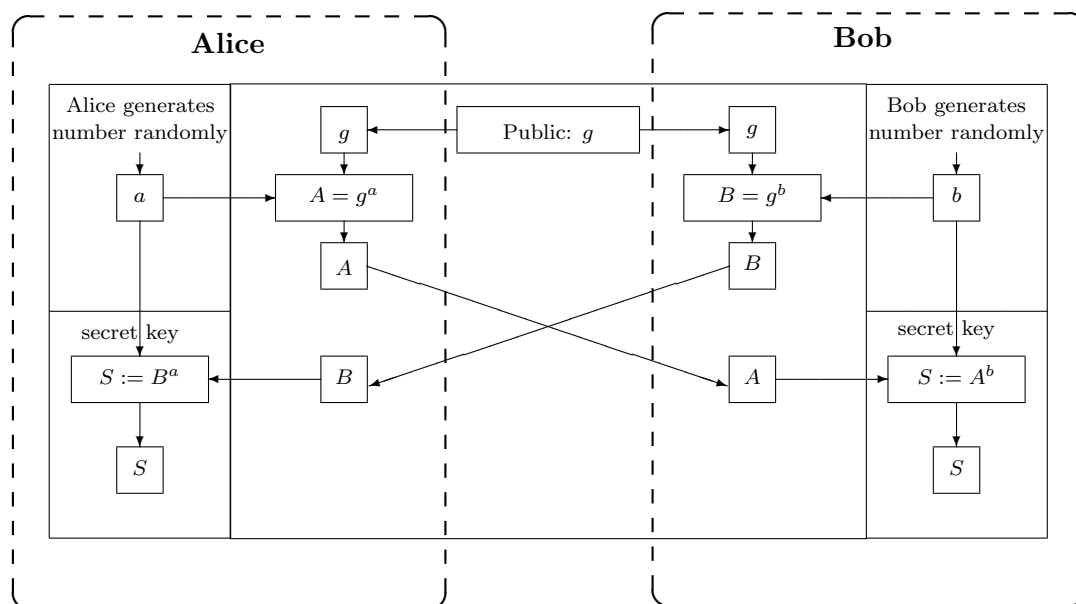 Alice
Bob
Alice generates
number randomly
g
Public: g
g
Bob generates
number randomly
a
A = g^a
B = g^b
b
A
B
secret key
secret key
S := B^a
B
A
S := A^b
S
S